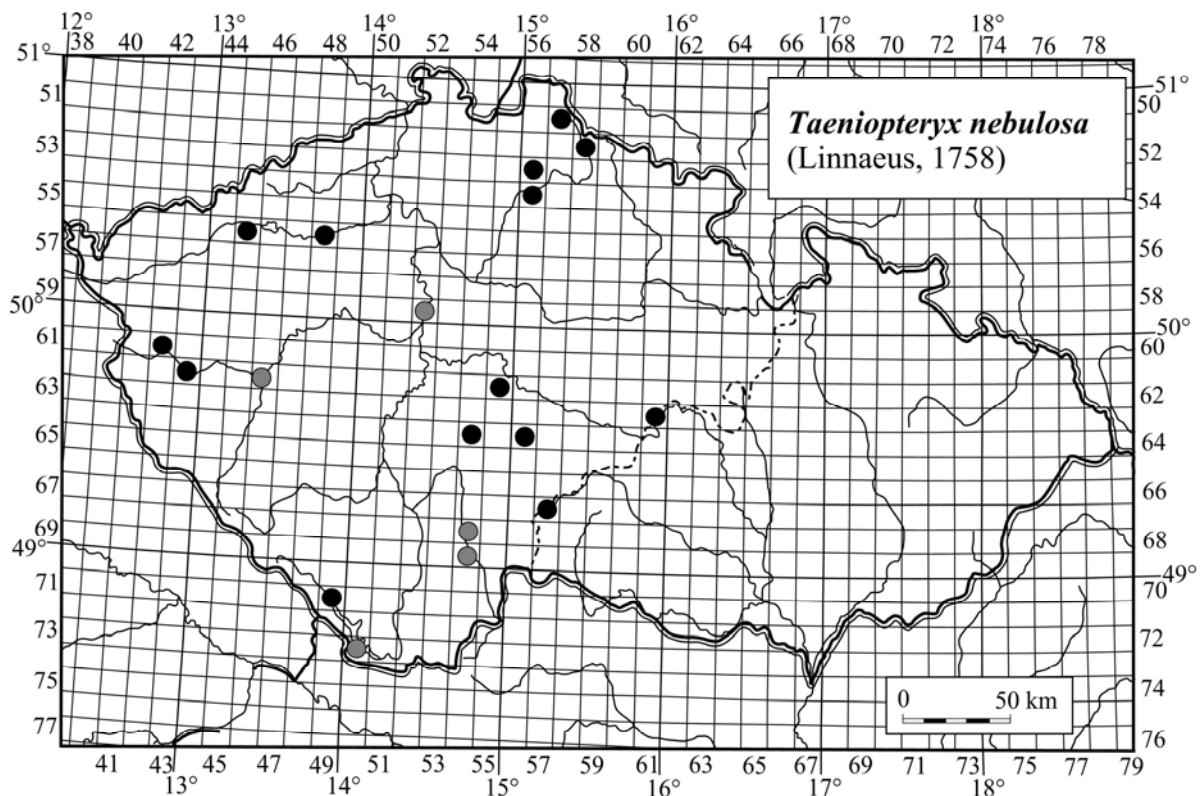 12° 13° 14° 15° 16° 17° 18°
38 40 42 44 46 48 50 52 54 56 58 60 62 64 66 68 70 72 74 76 78
51° 51°
51 50
Taeniopteryx nebulosa
(Linnaeus, 1758)
53 52
55 54
57 56
59 58
50° 50°
61 60
63 62
65 64
67 66
69 68
49° 49°
71 70
73 72
75 74
0 50 km
77 76
41 43 45 47 49 51 53 55 57 59 61 63 65 67 69 71 73 75 77 79
13° 14° 15° 16° 17° 18°